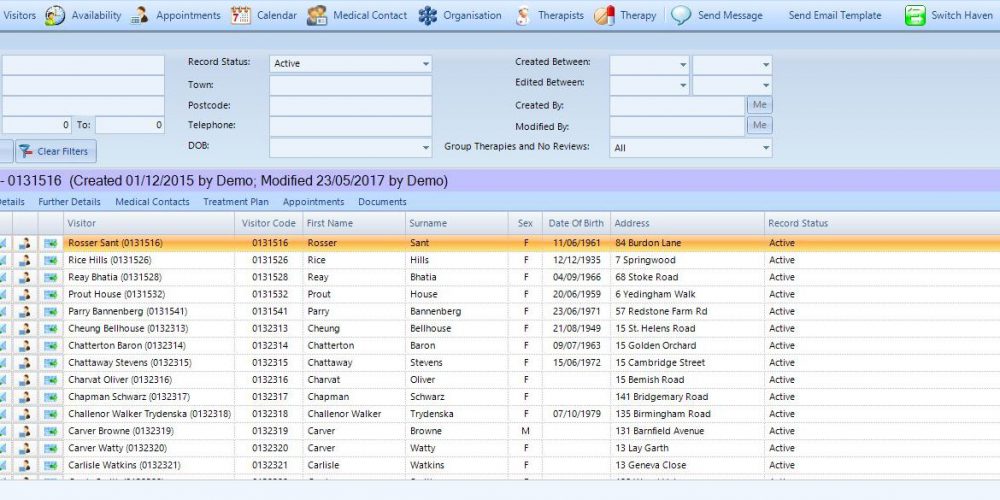 Visitors Availability Appointments Calendar Medical Contact Organisation Therapists Therapy Send Message Send Email Template Switch Haven
Record Status: Active Created Between:
Town: Edited Between:
Postcode: Created By: Me
0 To: 0 Telephone: Modified By: Me
Clear Filters DOB: Group Therapies and No Reviews: All
- 0131516 (Created 01/12/2015 by Demo; Modified 23/05/2017 by Demo)
Details Further Details Medical Contacts Treatment Plan Appointments Documents
Visitor Visitor Code First Name Surname Sex Date Of Birth Address Record Status
Rosser Sant (0131516) 0131516 Rosser Sant F 11/06/1961 84 Burdon Lane Active
Rice Hills (0131526) 0131526 Rice Hills F 12/12/1935 7 Springwood Active
Reay Bhatia (0131528) 0131528 Reay Bhatia F 04/09/1966 68 Stoke Road Active
Prout House (0131532) 0131532 Prout House F 20/06/1959 6 Yedingham Walk Active
Parry Bannenberg (0131541) 0131541 Parry Bannenberg F 23/06/1971 57 Redstone Farm Rd Active
Cheung Bellhouse (0132313) 0132313 Cheung Bellhouse F 21/08/1949 15 St. Helens Road Active
Chatterton Baron (0132314) 0132314 Chatterton Baron F 09/07/1963 15 Golden Orchard Active
Chattaway Stevens (0132315) 0132315 Chattaway Stevens F 15/06/1972 15 Cambridge Street Active
Charvat Oliver (0132316) 0132316 Charvat Oliver F 15 Bemish Road Active
Chapman Schwarz (0132317) 0132317 Chapman Schwarz F 141 Bridgemary Road Active
Challenor Walker Trydenska (0132318) 0132318 Challenor Walker Trydenska F 07/10/1979 135 Birmingham Road Active
Carver Browne (0132319) 0132319 Carver Browne M 131 Barnfield Avenue Active
Carver Watty (0132320) 0132320 Carver Watty F 13 Lay Garth Active
Carlisle Watkins (0132321) 0132321 Carlisle Watkins F 13 Geneva Close Active